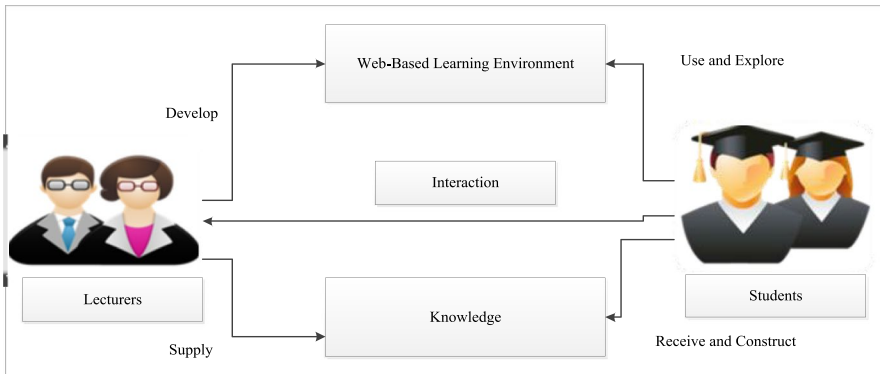 Web-Based Learning Environment
Use and Explore
Develop
Interaction
Lecturers
Knowledge
Students
Supply
Receive and Construct